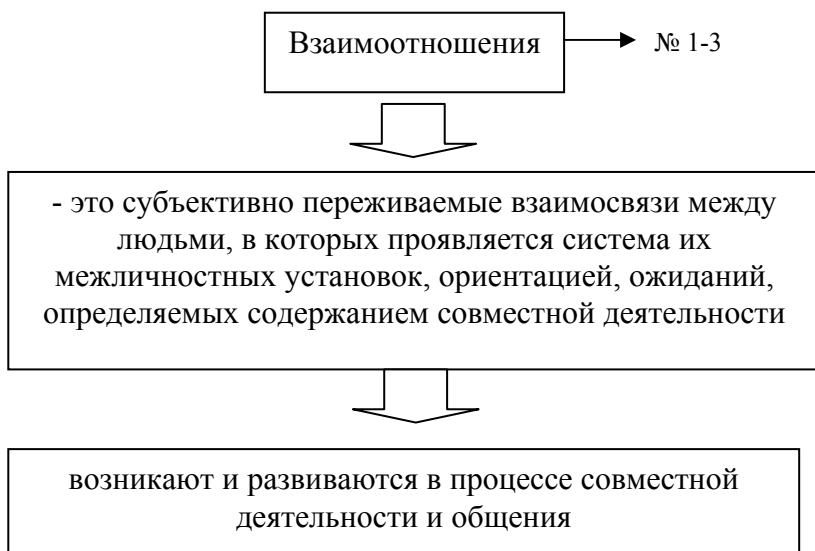 Взаимоотношения
№ 1-3
- это субъективно переживаемые взаимосвязи между
людьми, в которых проявляется система их
межличностных установок, ориентацией, ожиданий,
определяемых содержанием совместной деятельности
возникают и развиваются в процессе совместной
деятельности и общения